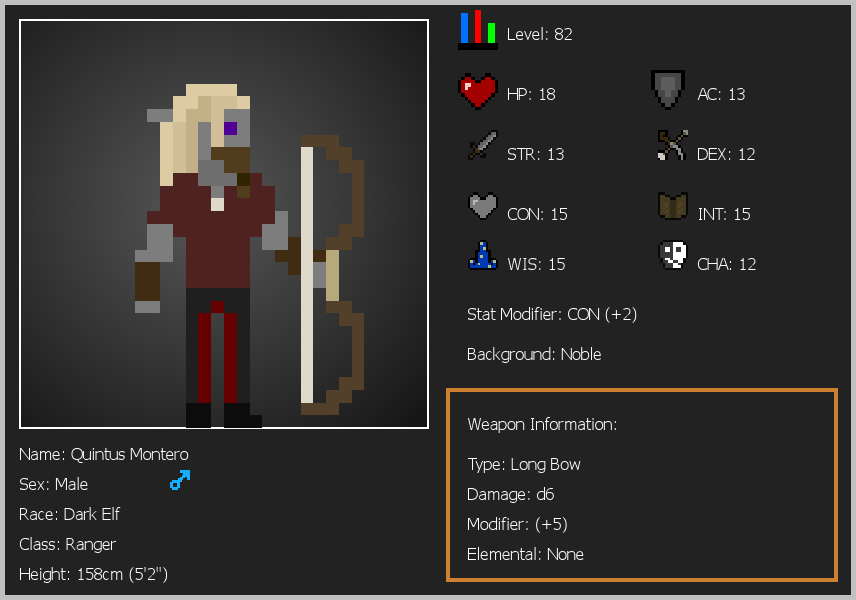 Level: 82
HP: 18
AC: 13
STR: 13
DEX: 12
CON: 15
INT: 15
WIS: 15
CHA: 12
Stat Modifier: CON (+2)
Background: Noble
Weapon Information:
Type: Long Bow
Damage: d6
Modifier: (+5)
Elemental: None
Name: Quintus Montero
Sex: Male
Race: Dark Elf
Class: Ranger
Height: 158cm (5'2")